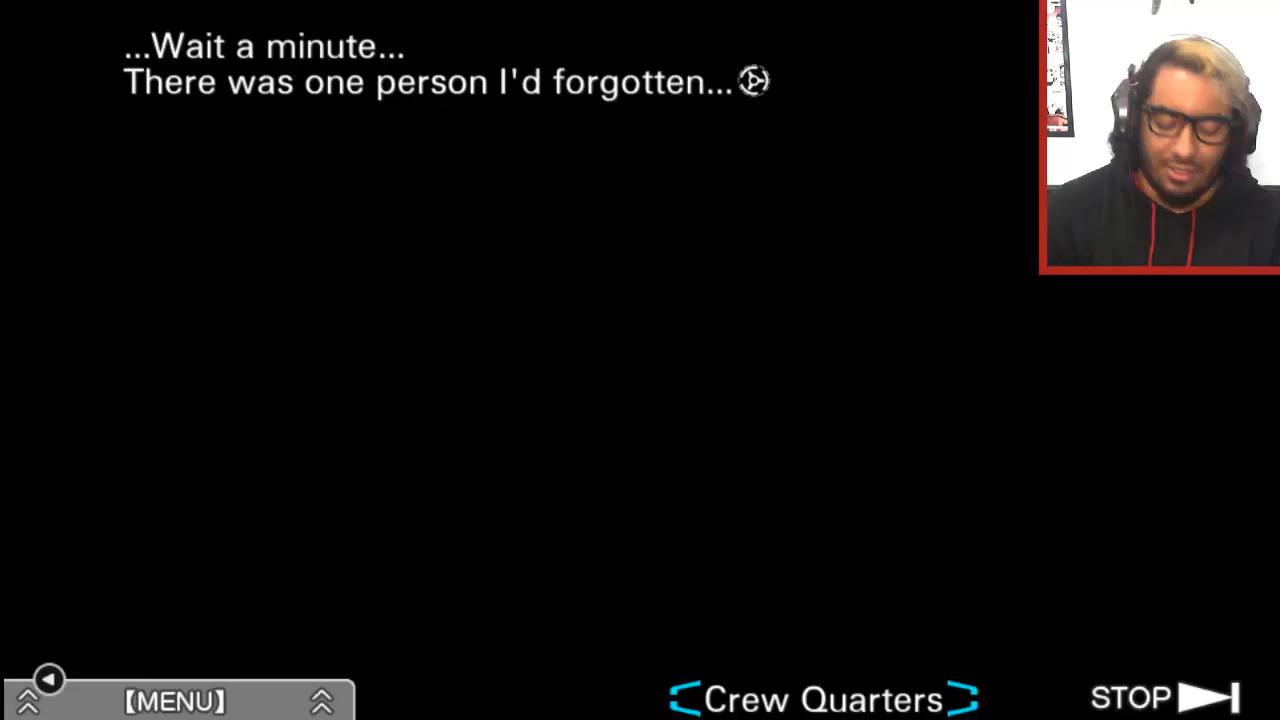 ...Wait a minute...
There was one person I'd forgotten...
【MENU】
Crew Quarters
STOP